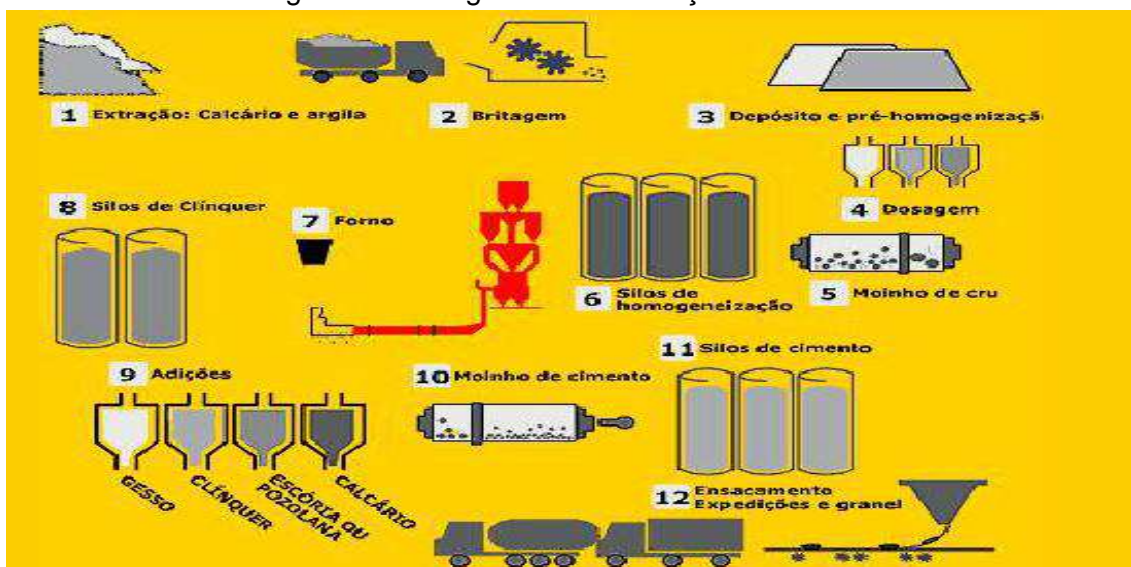 1 Extração: Calcário e argila
2 Britagem
3 Depósito e pré-homogenizaçã
4 Dosagem
5 Moinho de cru
6 Silos de
homogeneização
7 Forno
8 Silos de Clínquer
9 Adições
GESSO
CLÍNQUER
ESCÓRIA OU
POZOLANA
CALCÁRIO
10 Moinho de cimento
11 Silos de cimento
12 Ensacamento
Expedições e granel